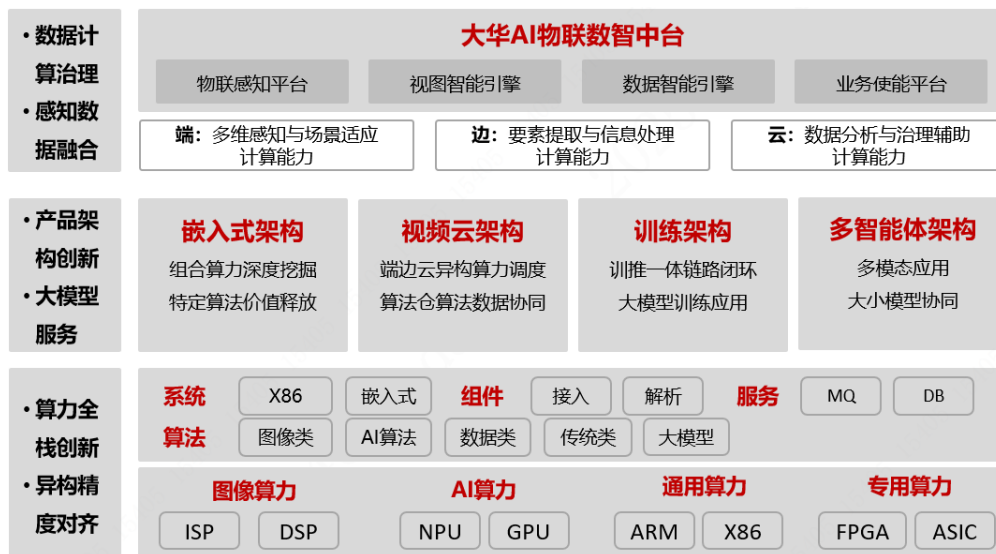 • 数据计
算治理
• 感知数
据融合
大华AI物联数智中台
物联感知平台
视图智能引擎
数据智能引擎
业务使能平台
端：多维感知与场景适应
计算能力
边：要素提取与信息处理
计算能力
云：数据分析与治理辅助
计算能力
• 产品架
构创新
• 大模型
服务
嵌入式架构
组合算力深度挖掘
特定算法价值释放
视频云架构
端边云异构算力调度
算法仓算法数据协同
训练架构
训推一体链路闭环
大模型训练应用
多智能体架构
多模态应用
大小模型协同
• 算力全
栈创新
• 异构精
度对齐
系统 X86 嵌入式 组件 接入 解析 服务 MQ DB
算法 图像类 AI算法 数据类 传统类 大模型
图像算力 AI算力 通用算力 专用算力
ISP DSP NPU GPU ARM X86 FPGA ASIC